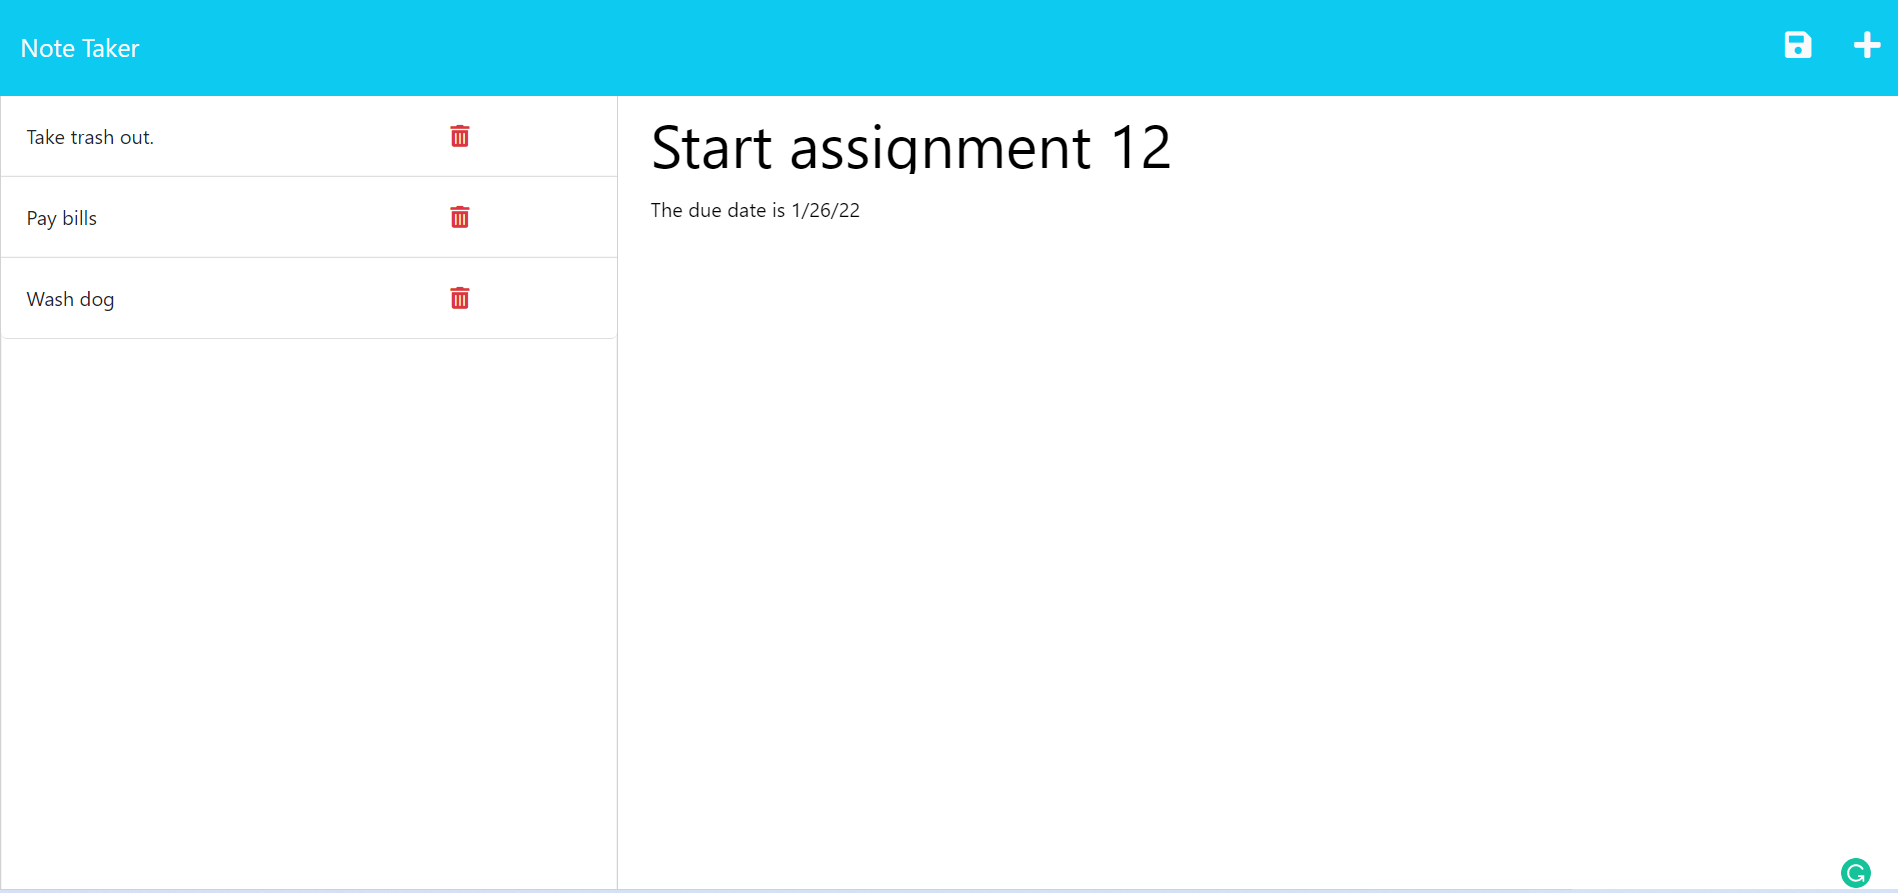 Note Taker
Take trash out.
Pay bills
Wash dog
Start assignment 12
The due date is 1/26/22